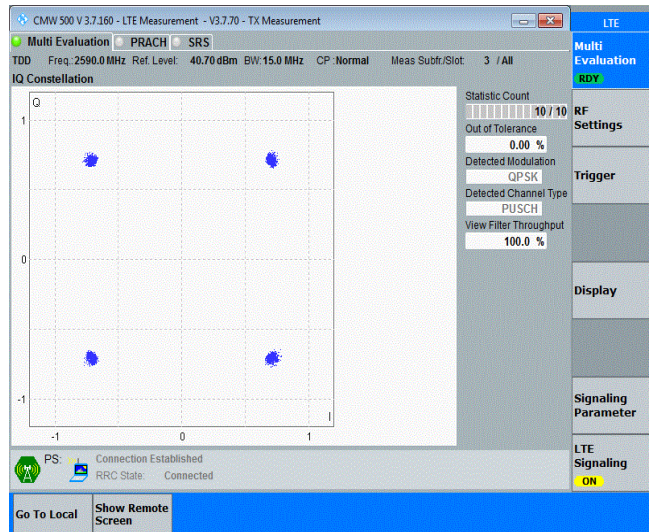 CMW 500 V 3.7.160 - LTE Measurement - V3.7.70 - TX Measurement
LTE
Multi Evaluation PRACH SRS
Multi
Evaluation
RDY
TDD Freq.:2590.0 MHz Ref. Level: 40.70 dBm BW:15.0 MHz CP :Normal Meas Subfr./Slot: 3 / All
IQ Constellation
Q
1
0
-1
-1 0 1
I
Statistic Count
10 / 10
Out of Tolerance
0.00 %
Detected Modulation
QPSK
Detected Channel Type
PUSCH
View Filter Throughput
100.0 %
RF
Settings
Trigger
Display
Signaling
Parameter
LTE
Signaling
ON
PS: Connection Established
RRC State: Connected
Go To Local
Show Remote
Screen